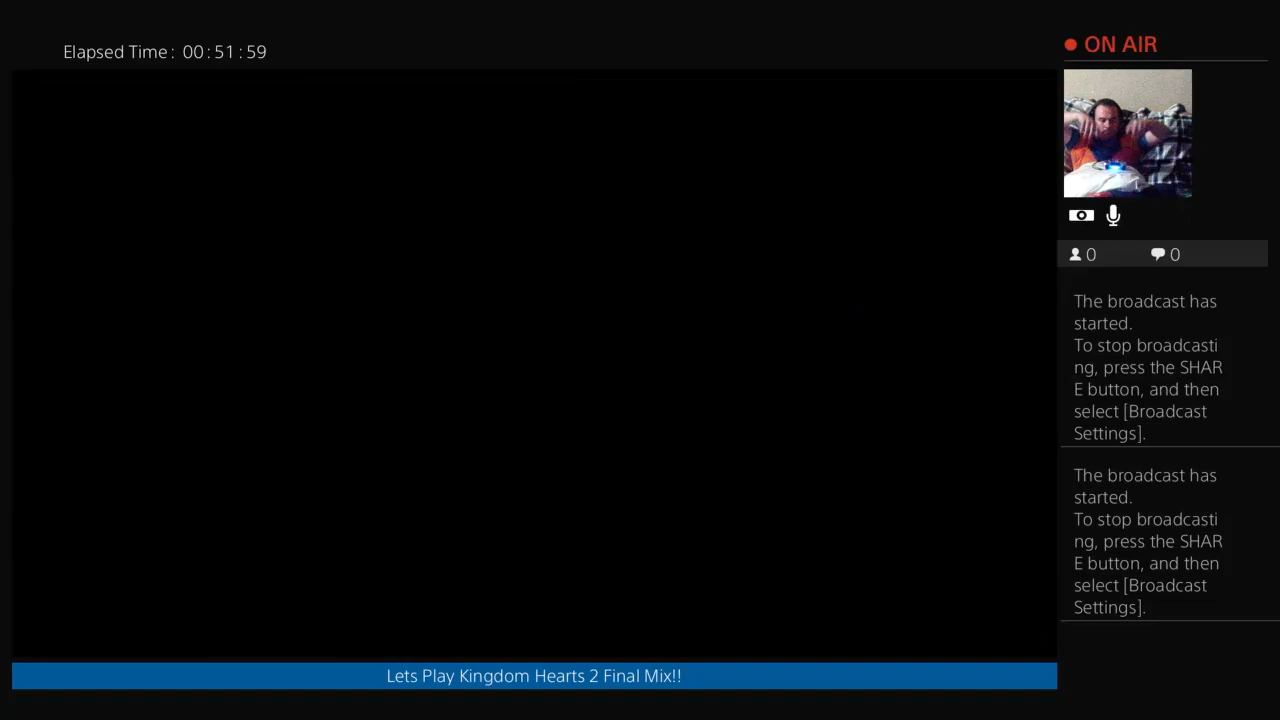 Elapsed Time: 00:51:59
ON AIR
0 0
The broadcast has
started.
To stop broadcasti
ng, press the SHAR
E button, and then
select [Broadcast
Settings].
The broadcast has
started.
To stop broadcasti
ng, press the SHAR
E button, and then
select [Broadcast
Settings].
Lets Play Kingdom Hearts 2 Final Mix!!